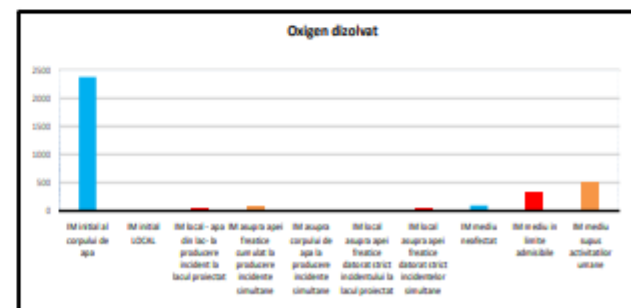 Oxigen dizolvat
2500
2000
1500
1000
500
0
IM initial al
corpului de
apa
IM initial
LOCAL
IM local - apa
din lac- la
producere
incident la
lacul proiectat
IM asupra apei
freatice
cumulat la
producere
incidente
simultane
IM asupra
corpului de
apa la
producere
incidente
simultane
IM local
asupra apei
freatice
datorat strict
incidentului la
lacul proiectat
IM local
asupra apei
freatice
datorat strict
incidentelor
simultane
IM mediu
neafectat
IM mediu in
limite
admisibile
IM mediu
supus
activitatilor
umane